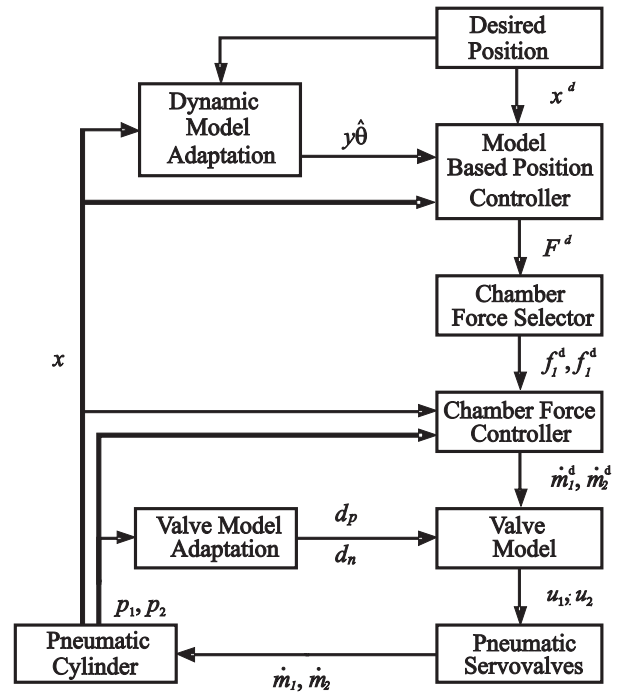 Desired
Position
x^d
Dynamic
Model
Adaptation
yθ̂
Model
Based Position
Controller
F^d
Chamber
Force Selector
x
f_1^d, f_1^d
Chamber Force
Controller
ṁ_1^d, ṁ_2^d
Valve Model
Adaptation
d_p
d_n
Valve
Model
u_1; u_2
p_1, p_2
Pneumatic
Cylinder
ṁ_1, ṁ_2
Pneumatic
Servovalves